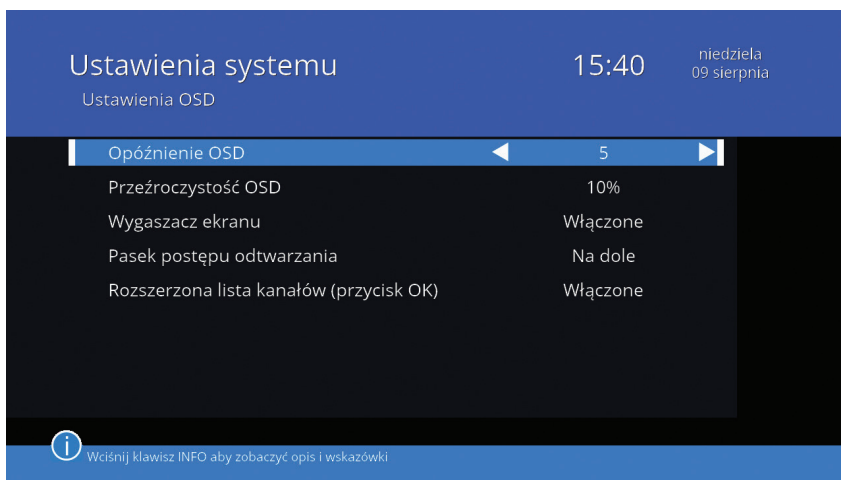 Ustawienia systemu
15:40
niedziela
09 sierpnia
Ustawienia OSD
Opóźnienie OSD 5
Przeźroczystość OSD 10%
Wygaszacz ekranu Włączone
Pasek postępu odtwarzania Na dole
Rozszerzona lista kanałów (przycisk OK) Włączone
Wciśnij klawisz INFO aby zobaczyć opis i wskazówki